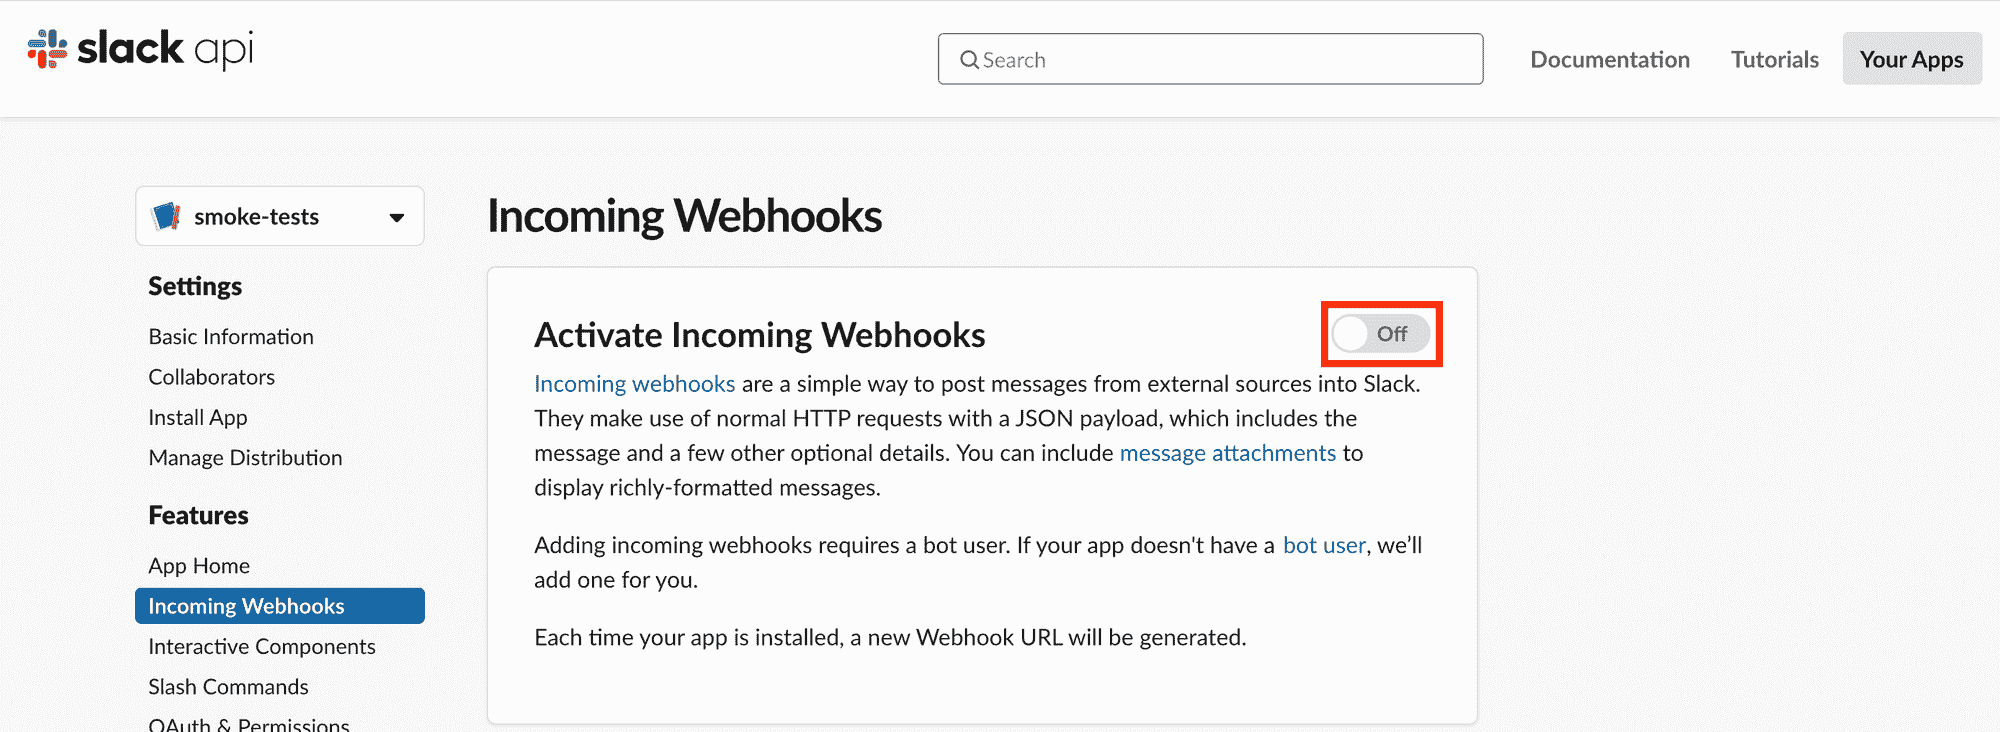 slack api
Search
Documentation
Tutorials
Your Apps
smoke-tests
Settings
Basic Information
Collaborators
Install App
Manage Distribution
Features
App Home
Incoming Webhooks
Interactive Components
Slash Commands
OAuth & Permissions
Incoming Webhooks
Activate Incoming Webhooks
Off
Incoming webhooks are a simple way to post messages from external sources into Slack.
They make use of normal HTTP requests with a JSON payload, which includes the
message and a few other optional details. You can include message attachments to
display richly-formatted messages.
Adding incoming webhooks requires a bot user. If your app doesn't have a bot user, we’ll
add one for you.
Each time your app is installed, a new Webhook URL will be generated.